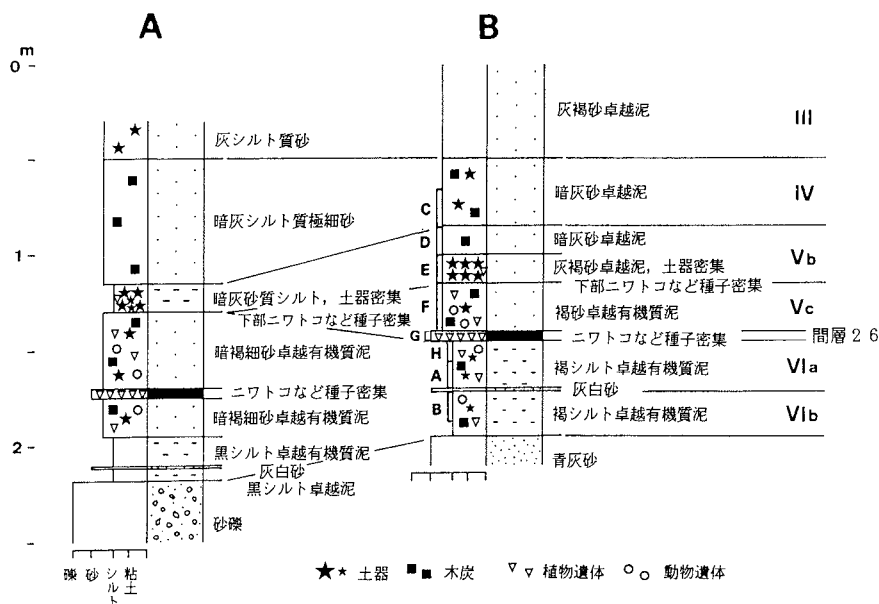 A
B
m
0
1
2
灰シルト質砂
暗灰シルト質極細砂
暗灰砂質シルト，土器密集
下部ニワトコなど種子密集
暗褐細砂卓越有機質泥
ニワトコなど種子密集
暗褐細砂卓越有機質泥
黒シルト卓越有機質泥
灰白砂
黒シルト卓越泥
砂礫
C
D
E
F
G
H
A
B
灰褐砂卓越泥
III
暗灰砂卓越泥
IV
暗灰砂卓越泥
灰褐砂卓越泥，土器密集
Vb
下部ニワトコなど種子密集
褐砂卓越有機質泥
Vc
ニワトコなど種子密集
間層26
褐シルト卓越有機質泥
VIa
灰白砂
褐シルト卓越有機質泥
VIb
青灰砂
礫
砂
シルト
粘土
土器
木炭
植物遺体
動物遺体